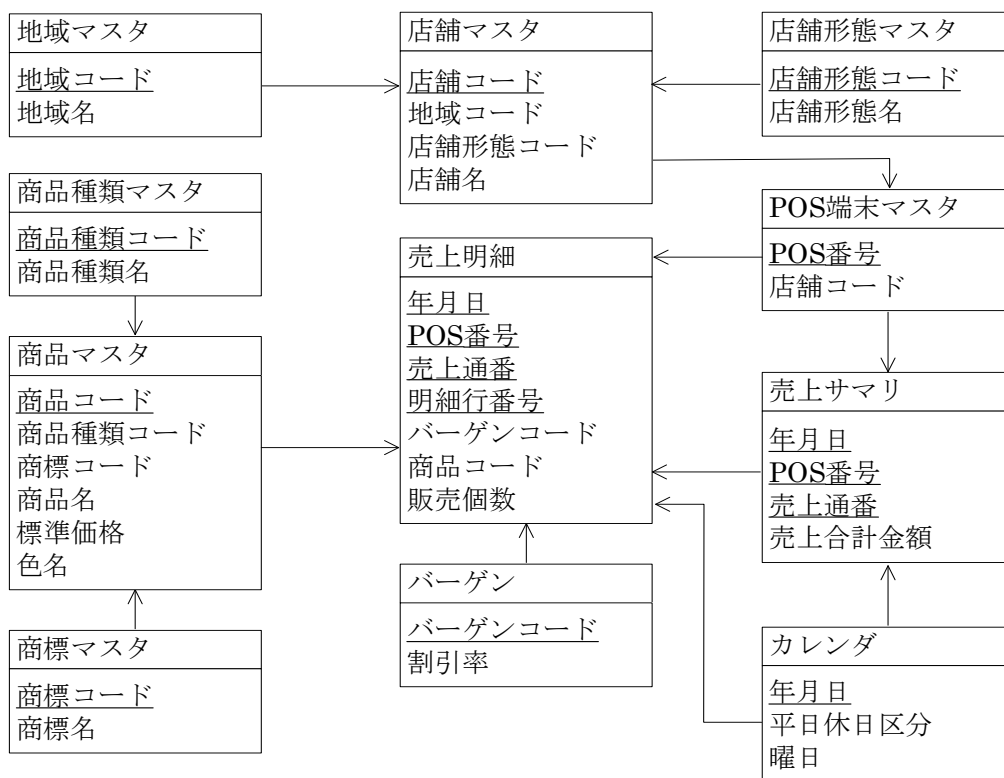 地域マスタ
地域コード
地域名
店舗マスタ
店舗コード
地域コード
店舗形態コード
店舗名
店舗形態マスタ
店舗形態コード
店舗形態名
商品種類マスタ
商品種類コード
商品種類名
POS端末マスタ
POS番号
店舗コード
売上明細
年月日
POS番号
売上通番
明細行番号
バーゲンコード
商品コード
販売個数
商品マスタ
商品コード
商品種類コード
商標コード
商品名
標準価格
色名
売上サマリ
年月日
POS番号
売上通番
売上合計金額
バーゲン
バーゲンコード
割引率
商標マスタ
商標コード
商標名
カレンダ
年月日
平日休日区分
曜日